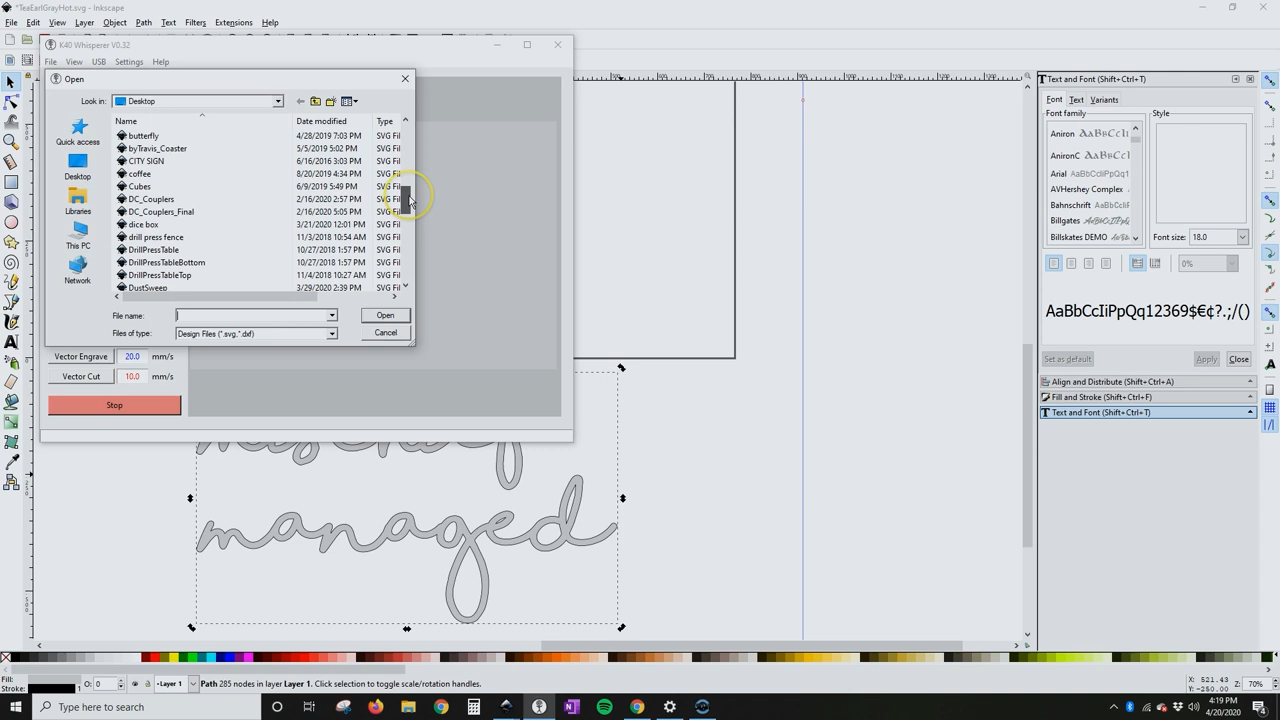 *TeaEarlGrayHot.svg - Inkscape
File Edit View Layer Object Path Text Filters Extensions Help
K40 Whisperer V0.32
File View USB Settings Help
Open
Look in: Desktop
Name Date modified Type
butterfly 4/28/2019 7:03 PM SVG Fil
byTravis_Coaster 5/5/2019 5:02 PM SVG Fil
CITY SIGN 6/16/2016 3:03 PM SVG Fil
coffee 8/20/2019 4:34 PM SVG Fil
Cubes 6/9/2019 5:49 PM SVG Fil
DC_Couplers 2/16/2020 2:57 PM SVG Fil
DC_Couplers_Final 2/16/2020 5:05 PM SVG Fil
dice box 3/21/2020 12:01 PM SVG Fil
drill press fence 11/3/2018 10:54 AM SVG Fil
DrillPressTable 10/27/2018 1:57 PM SVG Fil
DrillPressTableBottom 10/27/2018 1:57 PM SVG Fil
DrillPressTableTop 11/4/2018 10:27 AM SVG Fil
DustSweep 3/29/2020 2:39 PM SVG Fil
Quick access
Desktop
Libraries
This PC
Network
File name: Open
Files of type: Design Files (*.svg,*.dxf) Cancel
Vector Engrave 20.0 mm/s
Vector Cut 10.0 mm/s
Stop
managed
Text and Font (Shift+Ctrl+T)
Font Text Variants
Font family Style
Aniron AaBbCcIi
AnironC AaBbC
Arial AaBbCcIiPpQ
AVHershey Complex
Bahnschrift AaBbCcI
Billgates
Billskates DEMO
Font size: 18.0
0%
AaBbCcIiPpQq12369$€¢?.;/()
Set as default Apply Close
Align and Distribute (Shift+Ctrl+A)
Fill and Stroke (Shift+Ctrl+F)
Text and Font (Shift+Ctrl+T)
Fill:
Stroke: 1 O: 0 Layer 1 Path 285 nodes in layer Layer 1. Click selection to toggle scale/rotation handles. X: 521.43 Y: -250.00 Z: 70%
Type here to search
4:19 PM
4/20/2020